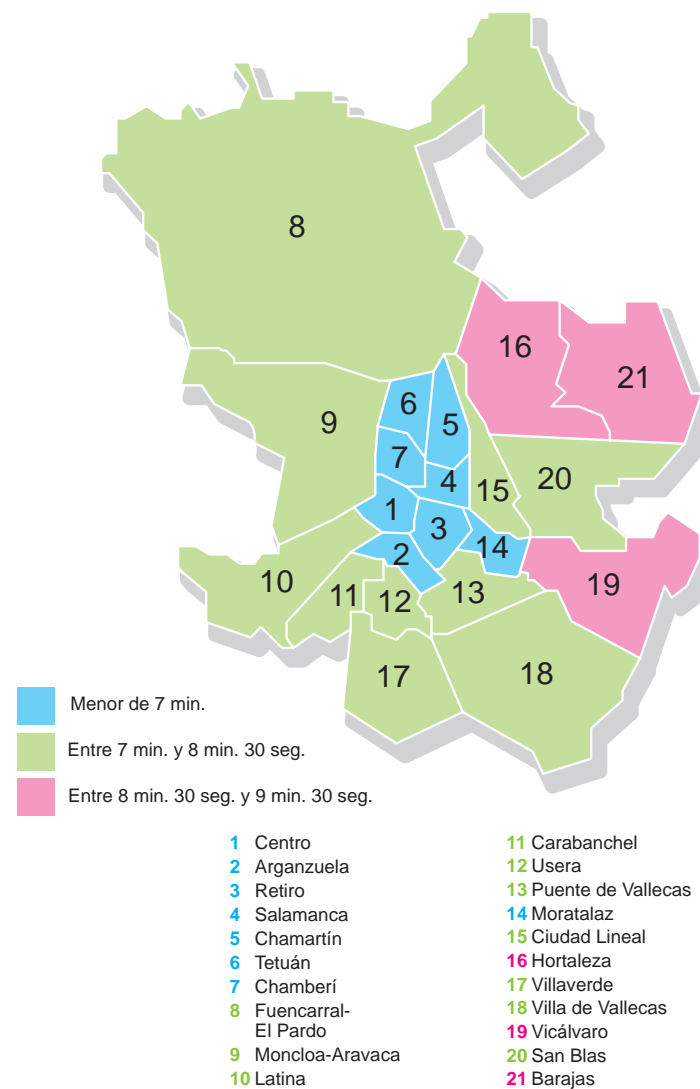 8
16
21
6
5
9
7
4
20
15
1
3
14
2
10
11
12
13
19
17
18
Menor de 7 min.
Entre 7 min. y 8 min. 30 seg.
Entre 8 min. 30 seg. y 9 min. 30 seg.
1 Centro
2 Arganzuela
3 Retiro
4 Salamanca
5 Chamartín
6 Tetuán
7 Chamberí
8 Fuencarral-
El Pardo
9 Moncloa-Aravaca
10 Latina
11 Carabanchel
12 Usera
13 Puente de Vallecas
14 Moratalaz
15 Ciudad Lineal
16 Hortaleza
17 Villaverde
18 Villa de Vallecas
19 Vicálvaro
20 San Blas
21 Barajas